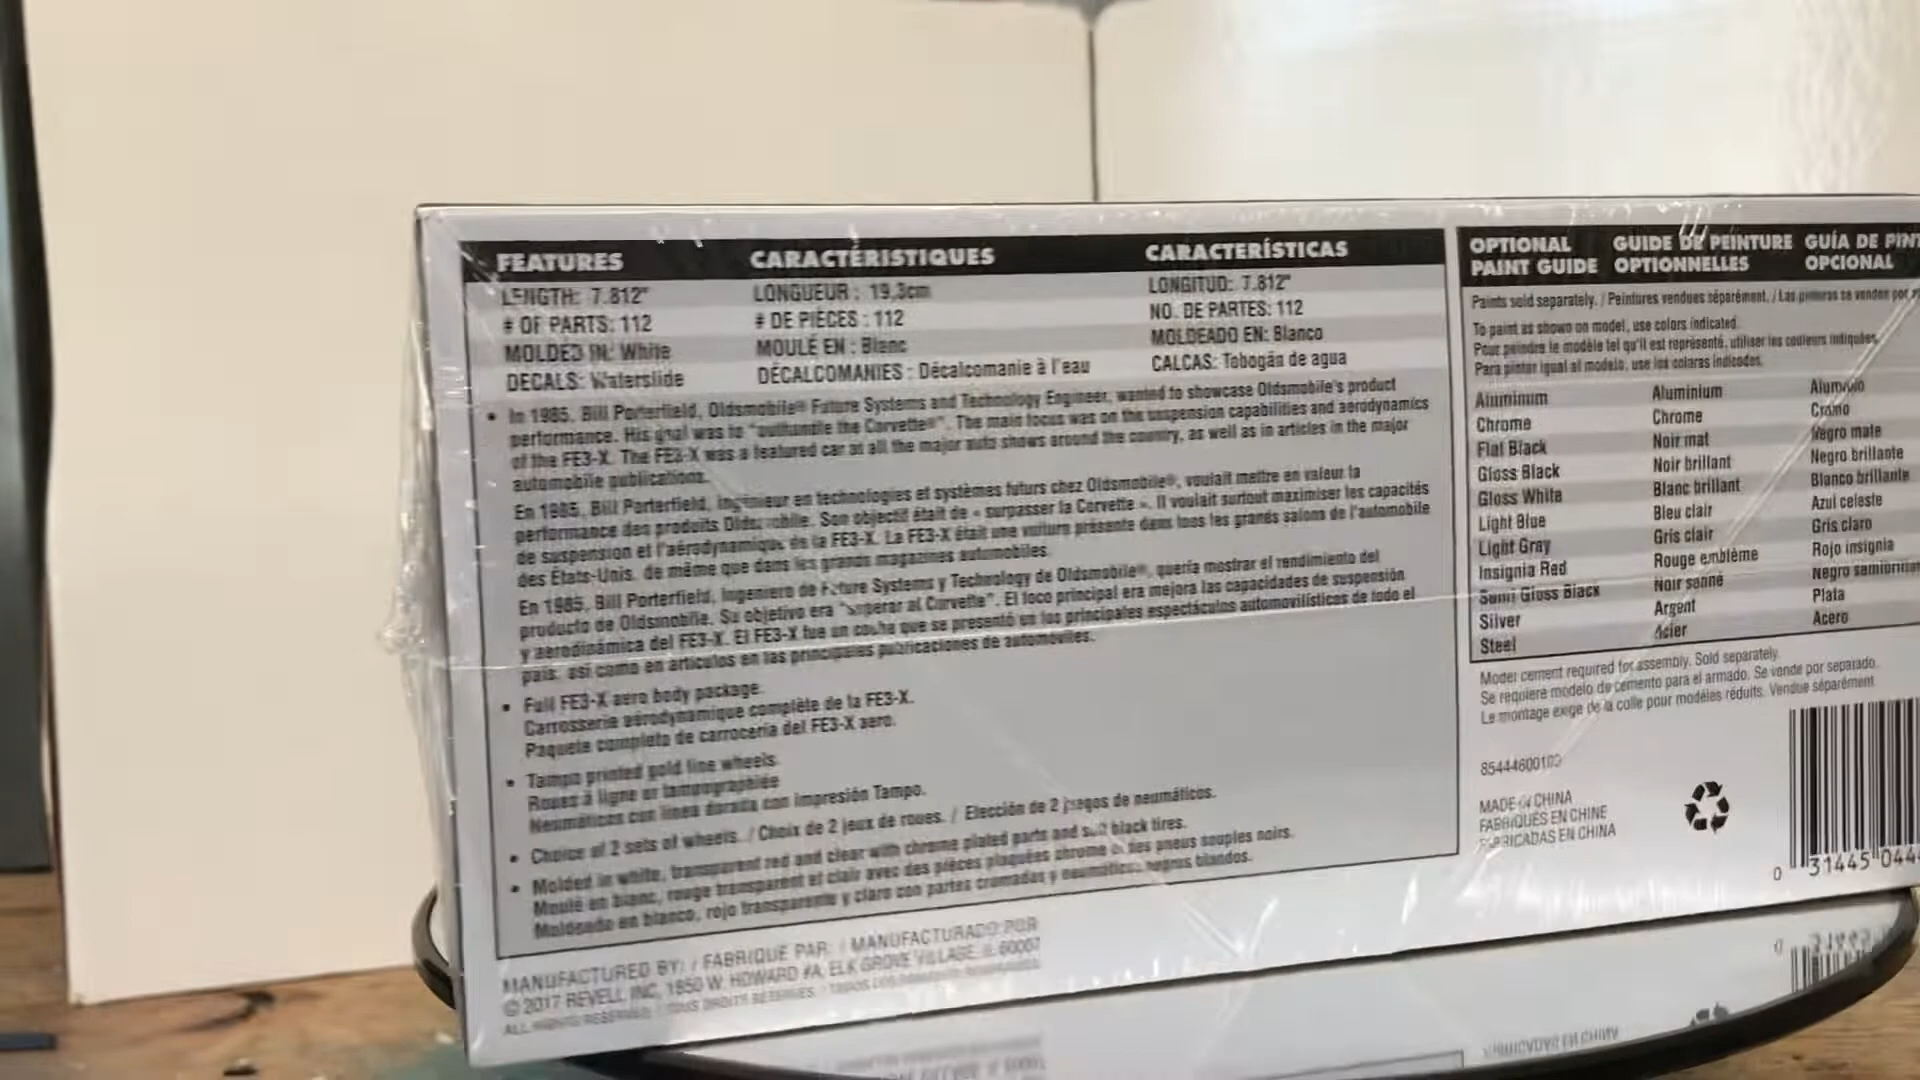 FEATURES
LENGTH: 7.812"
# OF PARTS: 112
MOLDED IN: White
DECALS: Waterslide
CARACTÉRISTIQUES
LONGUEUR : 19,3cm
# DE PIÈCES : 112
MOULÉ EN : Blanc
DÉCALCOMANIES : Décalcomanie à l'eau
CARACTERÍSTICAS
LONGITUD: 7.812"
NO. DE PARTES: 112
MOLDEADO EN: Blanco
CALCAS: Tobogán de agua
• In 1985, Bill Porterfield, Oldsmobile® Future Systems and Technology Engineer, wanted to showcase Oldsmobile's product
performance. His goal was to "outhandle the Corvette®". The main focus was on the suspension capabilities and aerodynamics
of the FE3-X. The FE3-X was a featured car at all the major auto shows around the country, as well as in articles in the major
automobile publications.
En 1985, Bill Porterfield, ingénieur en technologies et systèmes futurs chez Oldsmobile®, voulait mettre en valeur la
performance des produits Oldsmobile. Son objectif était de « surpasser la Corvette ». Il voulait surtout maximiser les capacités
de suspension et l'aérodynamique de la FE3-X. La FE3-X était une voiture présente dans tous les grands salons de l'automobile
des États-Unis, de même que dans les grands magazines automobiles.
En 1985, Bill Porterfield, Ingeniero de Future Systems y Technology de Oldsmobile®, quería mostrar el rendimiento del
producto de Oldsmobile. Su objetivo era "superar al Corvette". El foco principal era mejora las capacidades de suspensión
y aerodinámica del FE3-X. El FE3-X fue un coche que se presentó en los principales espectáculos automovilísticos de todo el
país, así como en artículos en las principales publicaciones de automóviles.
• Full FE3-X aero body package.
Carrosserie aérodynamique complète de la FE3-X.
Paquete completo de carrocería del FE3-X aero.
• Tampo printed gold line wheels.
Roues à ligne or tampographiée
Neumáticos con línea dorada con impresión Tampo.
• Choice of 2 sets of wheels. / Choix de 2 jeux de roues. / Elección de 2 juegos de neumáticos.
• Molded in white, transparent red and clear with chrome plated parts and soft black tires.
Moulé en blanc, rouge transparent et clair avec des pièces plaquées chrome et des pneus souples noirs.
Moldeado en blanco, rojo transparente y claro con partes cromadas y neumáticos negros blandos.
MANUFACTURED BY: / FABRIQUÉ PAR: / MANUFACTURADO POR
© 2017 REVELL INC, 1850 W. HOWARD #A, ELK GROVE VILLAGE, IL 60007
ALL RIGHTS RESERVED. / TOUS DROITS RÉSERVÉS.
OPTIONAL
PAINT GUIDE
GUIDE DE PEINTURE
OPTIONNELLES
GUÍA DE PINT
OPCIONAL
Paints sold separately. / Peintures vendues séparément. / Las pinturas se venden por
To paint as shown on model, use colors indicated.
Pour peindre le modèle tel qu'il est représenté, utiliser les couleurs indiquées.
Para pintar igual al modelo, use los colores indicados.
Aluminum Aluminium Aluminio
Chrome Chrome Cromo
Flat Black Noir mat Negro mate
Gloss Black Noir brillant Negro brillante
Gloss White Blanc brillant Blanco brillante
Light Blue Bleu clair Azul celeste
Light Gray Gris clair Gris claro
Insignia Red Rouge emblème Rojo insignia
Semi Gloss Black Noir satiné Negro
Silver Argent Plata
Steel Acier Acero
Model cement required for assembly. Sold separately.
Se requiere modelo de cemento para el armado. Se vende por separado.
Le montage exige de la colle pour modèles réduits. Vendue séparément.
MADE IN CHINA
FABRIQUÉS EN CHINE
FABRICADAS EN CHINA
0 31445 044